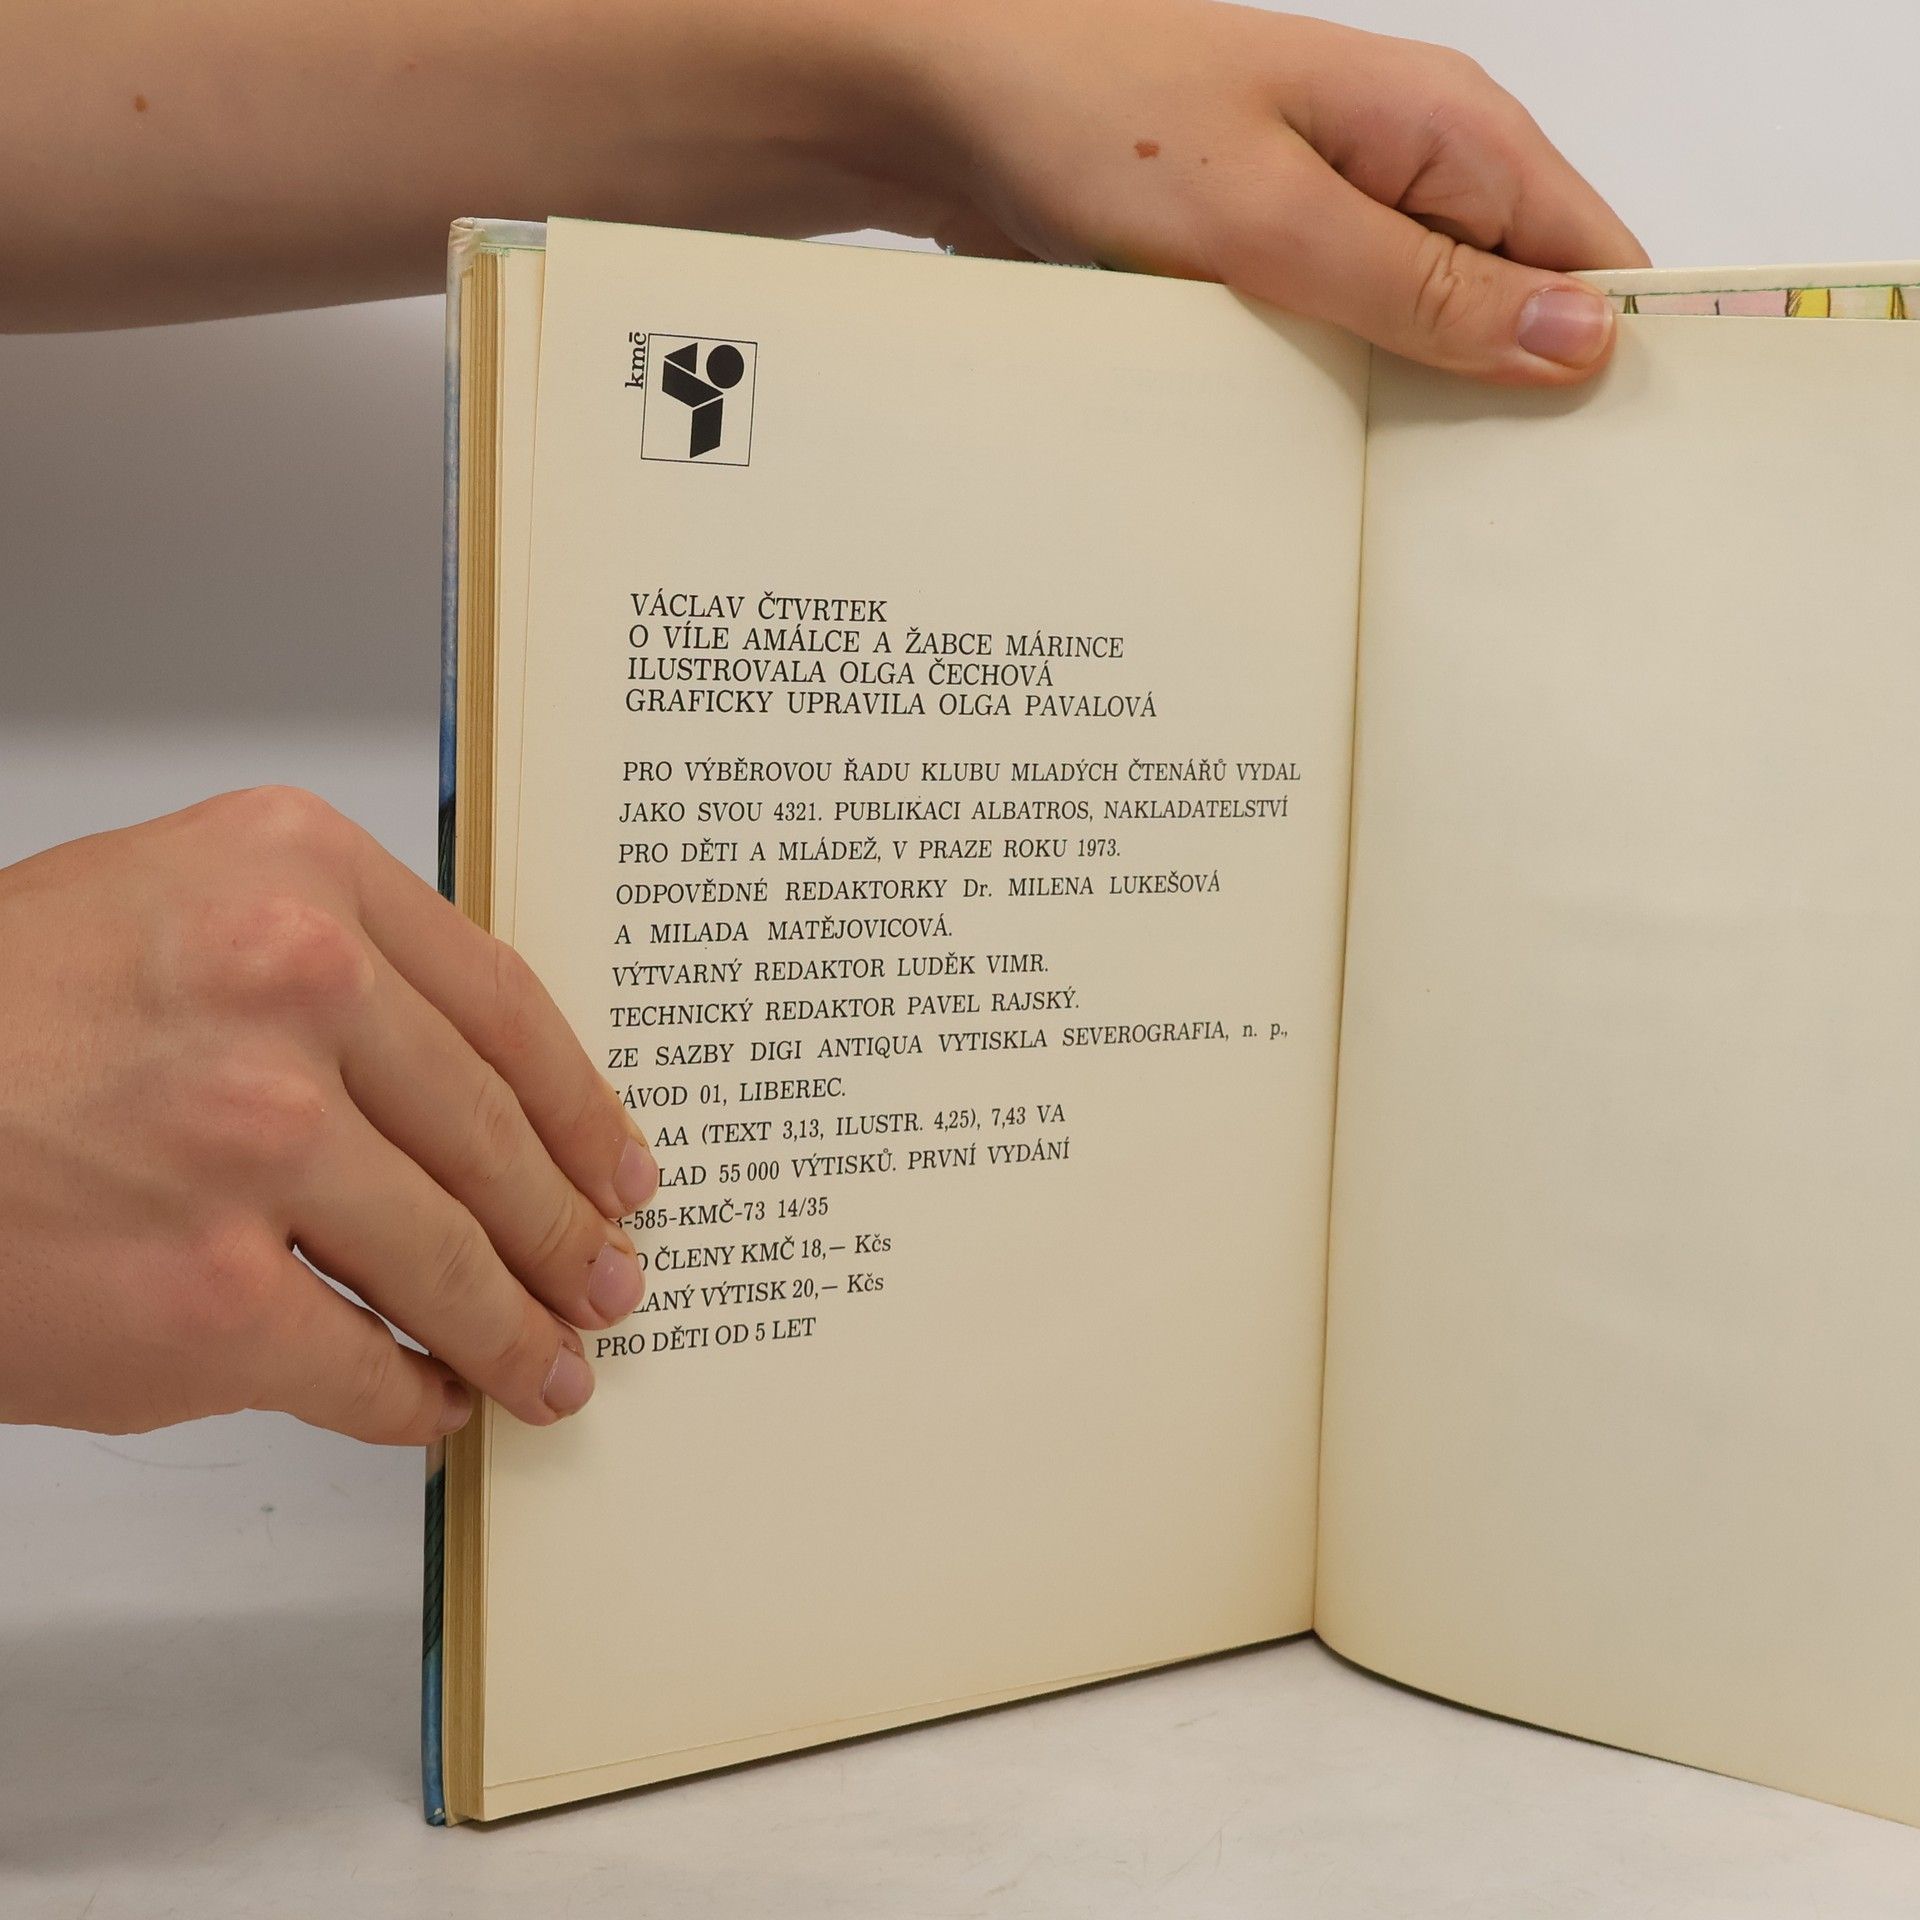 kmč
VÁCLAV ČTVRTEK
O VÍLE AMÁLCE A ŽABCE MÁRINCE
ILUSTROVALA OLGA ČECHOVÁ
GRAFICKY UPRAVILA OLGA PAVALOVÁ
PRO VÝBĚROVOU ŘADU KLUBU MLADÝCH ČTENÁŘŮ VYDAL
JAKO SVOU 4321. PUBLIKACI ALBATROS, NAKLADATELSTVÍ
PRO DĚTI A MLÁDEŽ, V PRAZE ROKU 1973.
ODPOVĚDNÉ REDAKTORKY Dr. MILENA LUKEŠOVÁ
A MILADA MATĚJOVICOVÁ.
VÝTVARNÝ REDAKTOR LUDĚK VIMR.
TECHNICKÝ REDAKTOR PAVEL RAJSKÝ.
ZE SAZBY DIGI ANTIQUA VYTISKLA SEVEROGRAFIA, n. p.,
ÁVOD 01, LIBEREC.
AA (TEXT 3,13, ILUSTR. 4,25), 7,43 VA
LAD 55 000 VÝTISKŮ. PRVNÍ VYDÁNÍ
3-585-KMČ-73 14/35
O ČLENY KMČ 18,— Kčs
LANÝ VÝTISK 20,— Kčs
PRO DĚTI OD 5 LET